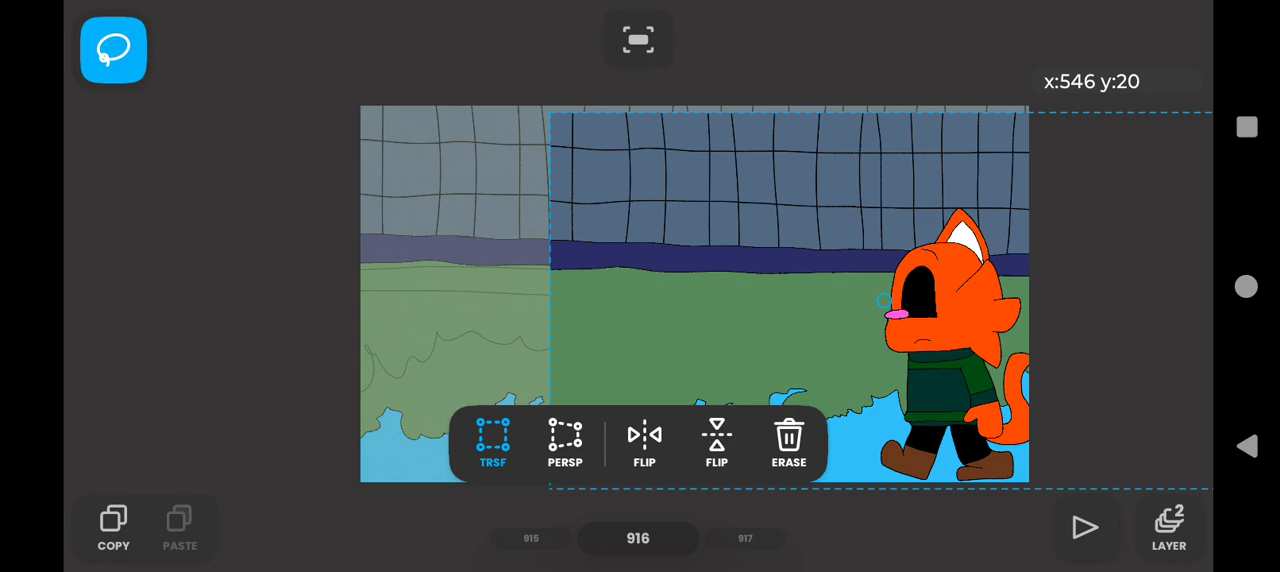 x:546 y:20
TRSF
PERSP
FLIP
FLIP
ERASE
COPY
PASTE
915
916
917
2
LAYER